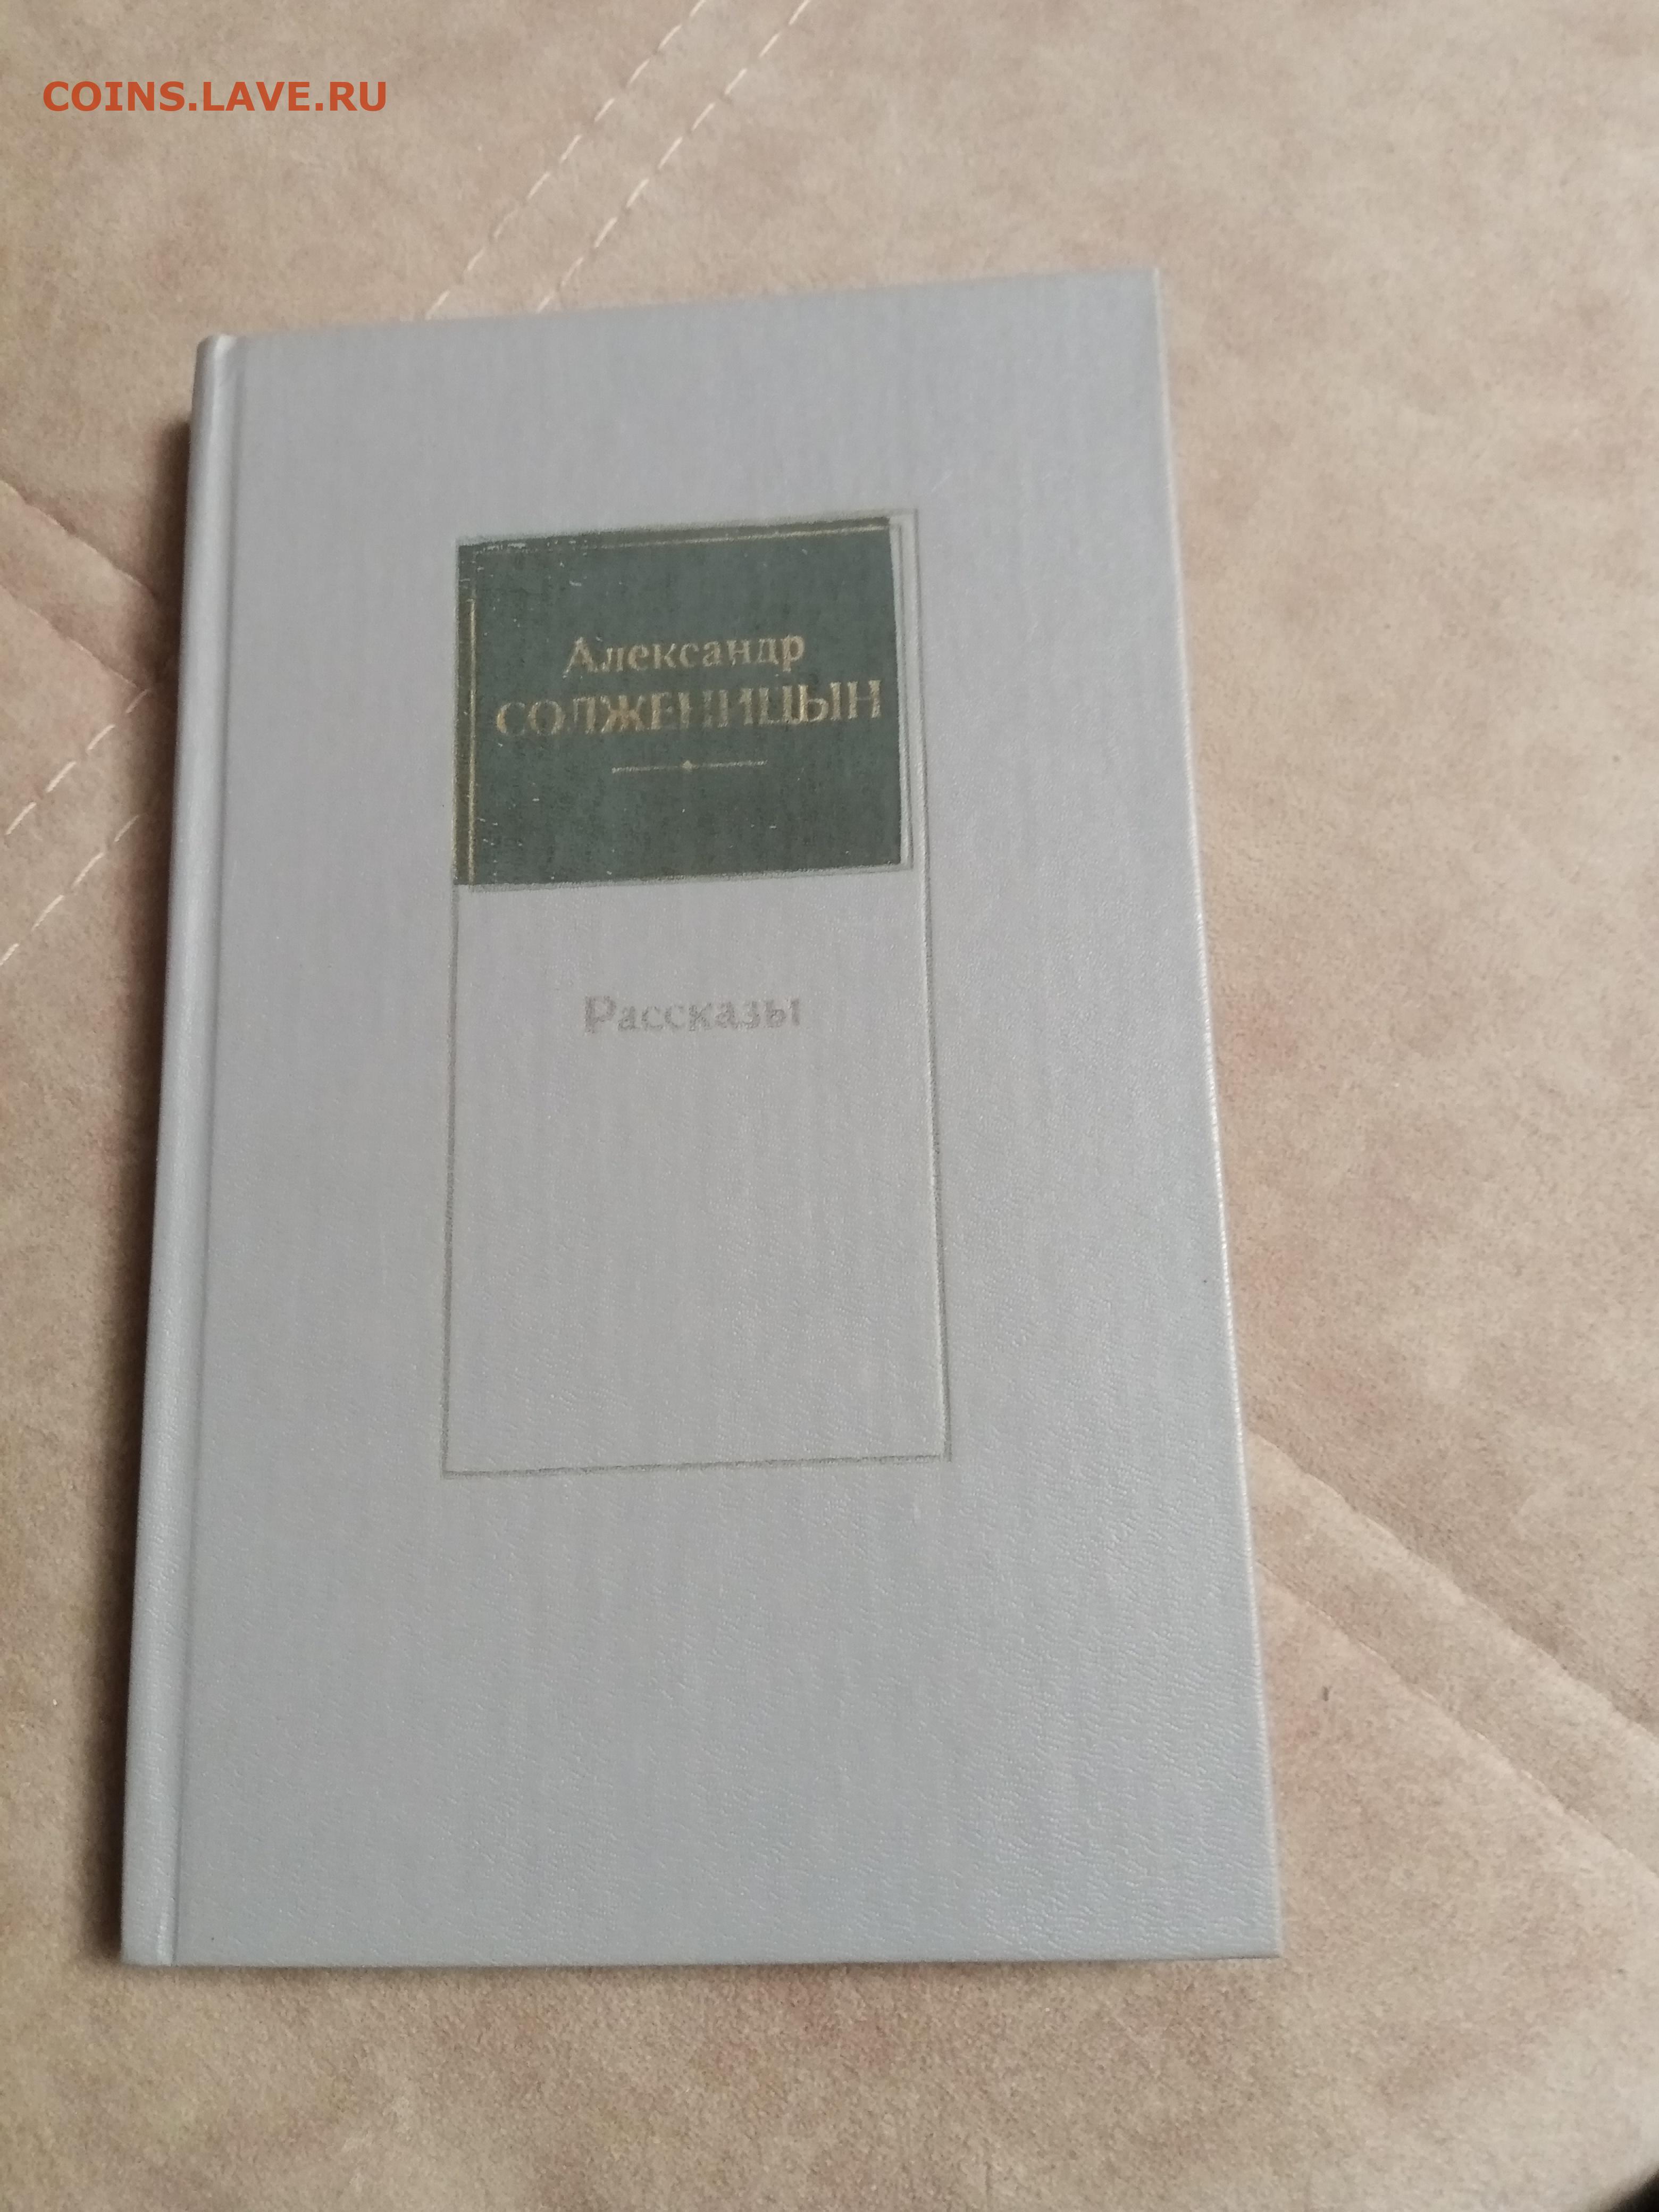 COINS.LAVE.RU
Александр
СОЛЖЕНИЦЫН
Рассказы